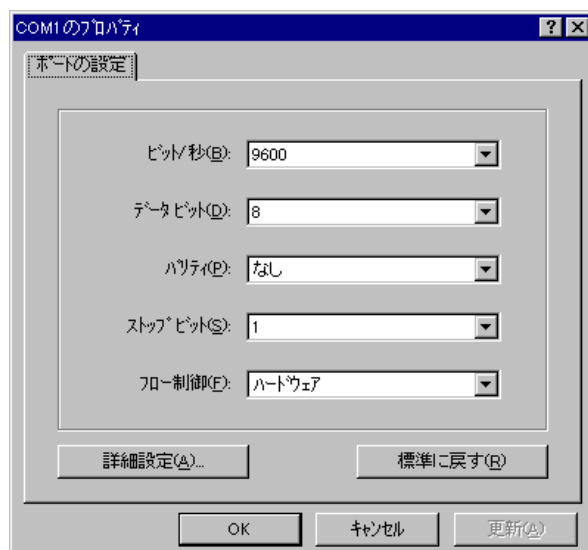 COM1のﾌﾟﾛﾊﾟﾃｨ
ﾎﾟｰﾄの設定
ﾋﾞｯﾄ/秒(B): 9600
ﾃﾞｰﾀ ﾋﾞｯﾄ(D): 8
ﾊﾟﾘﾃｨ(P): なし
ｽﾄｯﾌﾟ ﾋﾞｯﾄ(S): 1
ﾌﾛｰ制御(F): ﾊｰﾄﾞｳｪｱ
詳細設定(A)... 標準に戻す(R)
OK ｷｬﾝｾﾙ 更新(A)